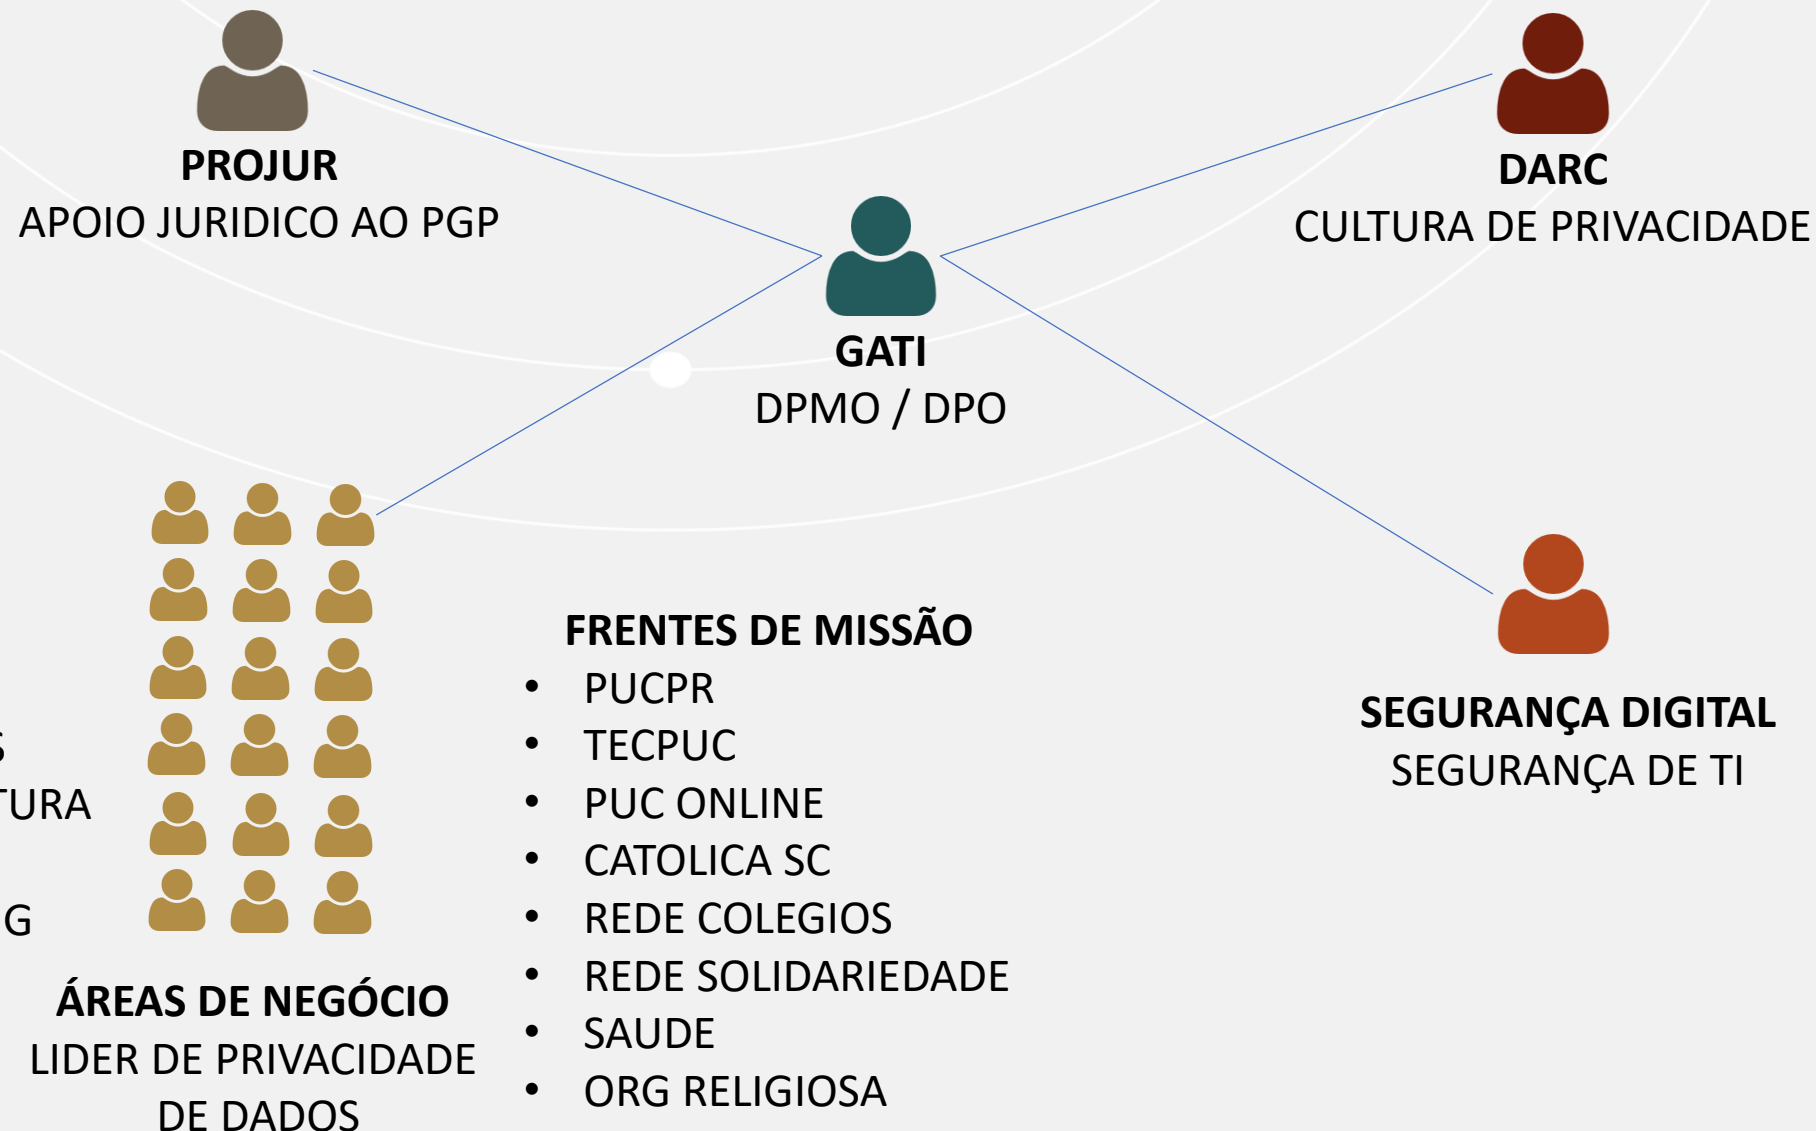 PROJUR
APOIO JURIDICO AO PGP
DARC
CULTURA DE PRIVACIDADE
GATI
DPMO / DPO
ÁREAS DE NEGÓCIO
LIDER DE PRIVACIDADE
DE DADOS
FRENTES DE MISSÃO
• PUCPR
• TECPUC
• PUC ONLINE
• CATOLICA SC
• REDE COLEGIOS
• REDE SOLIDARIEDADE
• SAUDE
• ORG RELIGIOSA
SEGURANÇA DIGITAL
SEGURANÇA DE TI